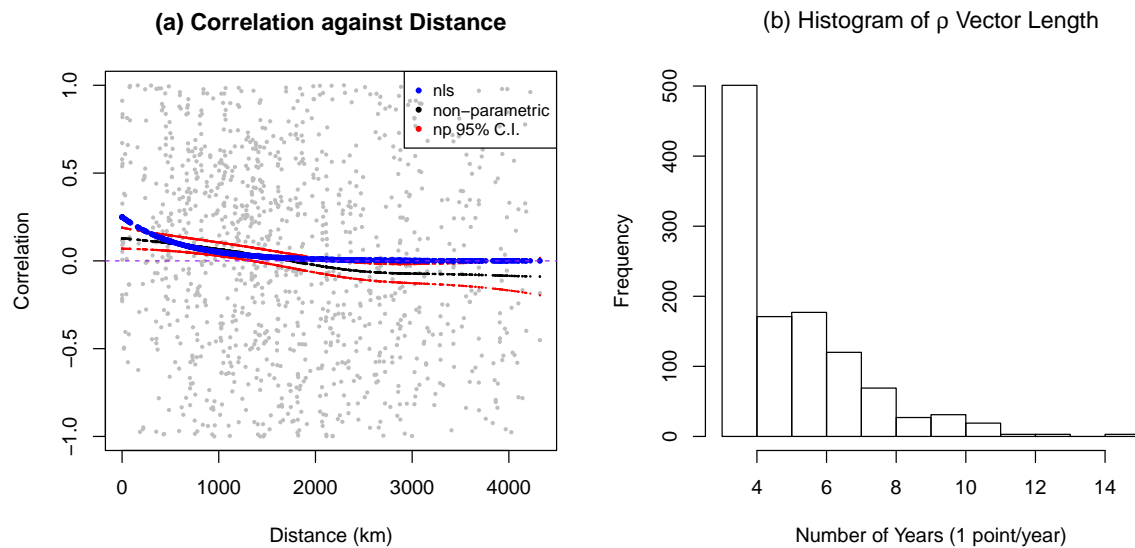 (a) Correlation against Distance
1.0
0.5
0.0
−0.5
−1.0
Correlation
nls
non−parametric
np 95% C.I.
0 1000 2000 3000 4000
Distance (km)
(b) Histogram of ρ Vector Length
500
400
300
200
100
0
Frequency
4 6 8 10 12 14
Number of Years (1 point/year)